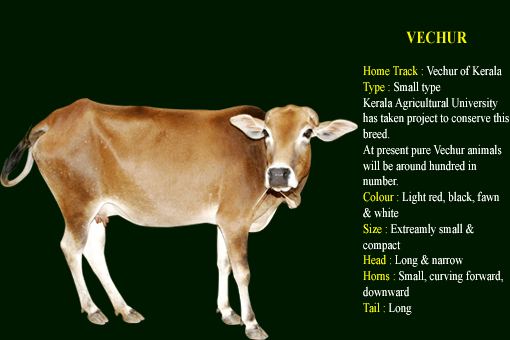 VECHUR
Home Track : Vechur of Kerala
Type : Small type
Kerala Agricultural University
has taken project to conserve this
breed.
At present pure Vechur animals
will be around hundred in
number.
Colour : Light red, black, fawn
& white
Size : Extreamly small &
compact
Head : Long & narrow
Horns : Small, curving forward,
downward
Tail : Long